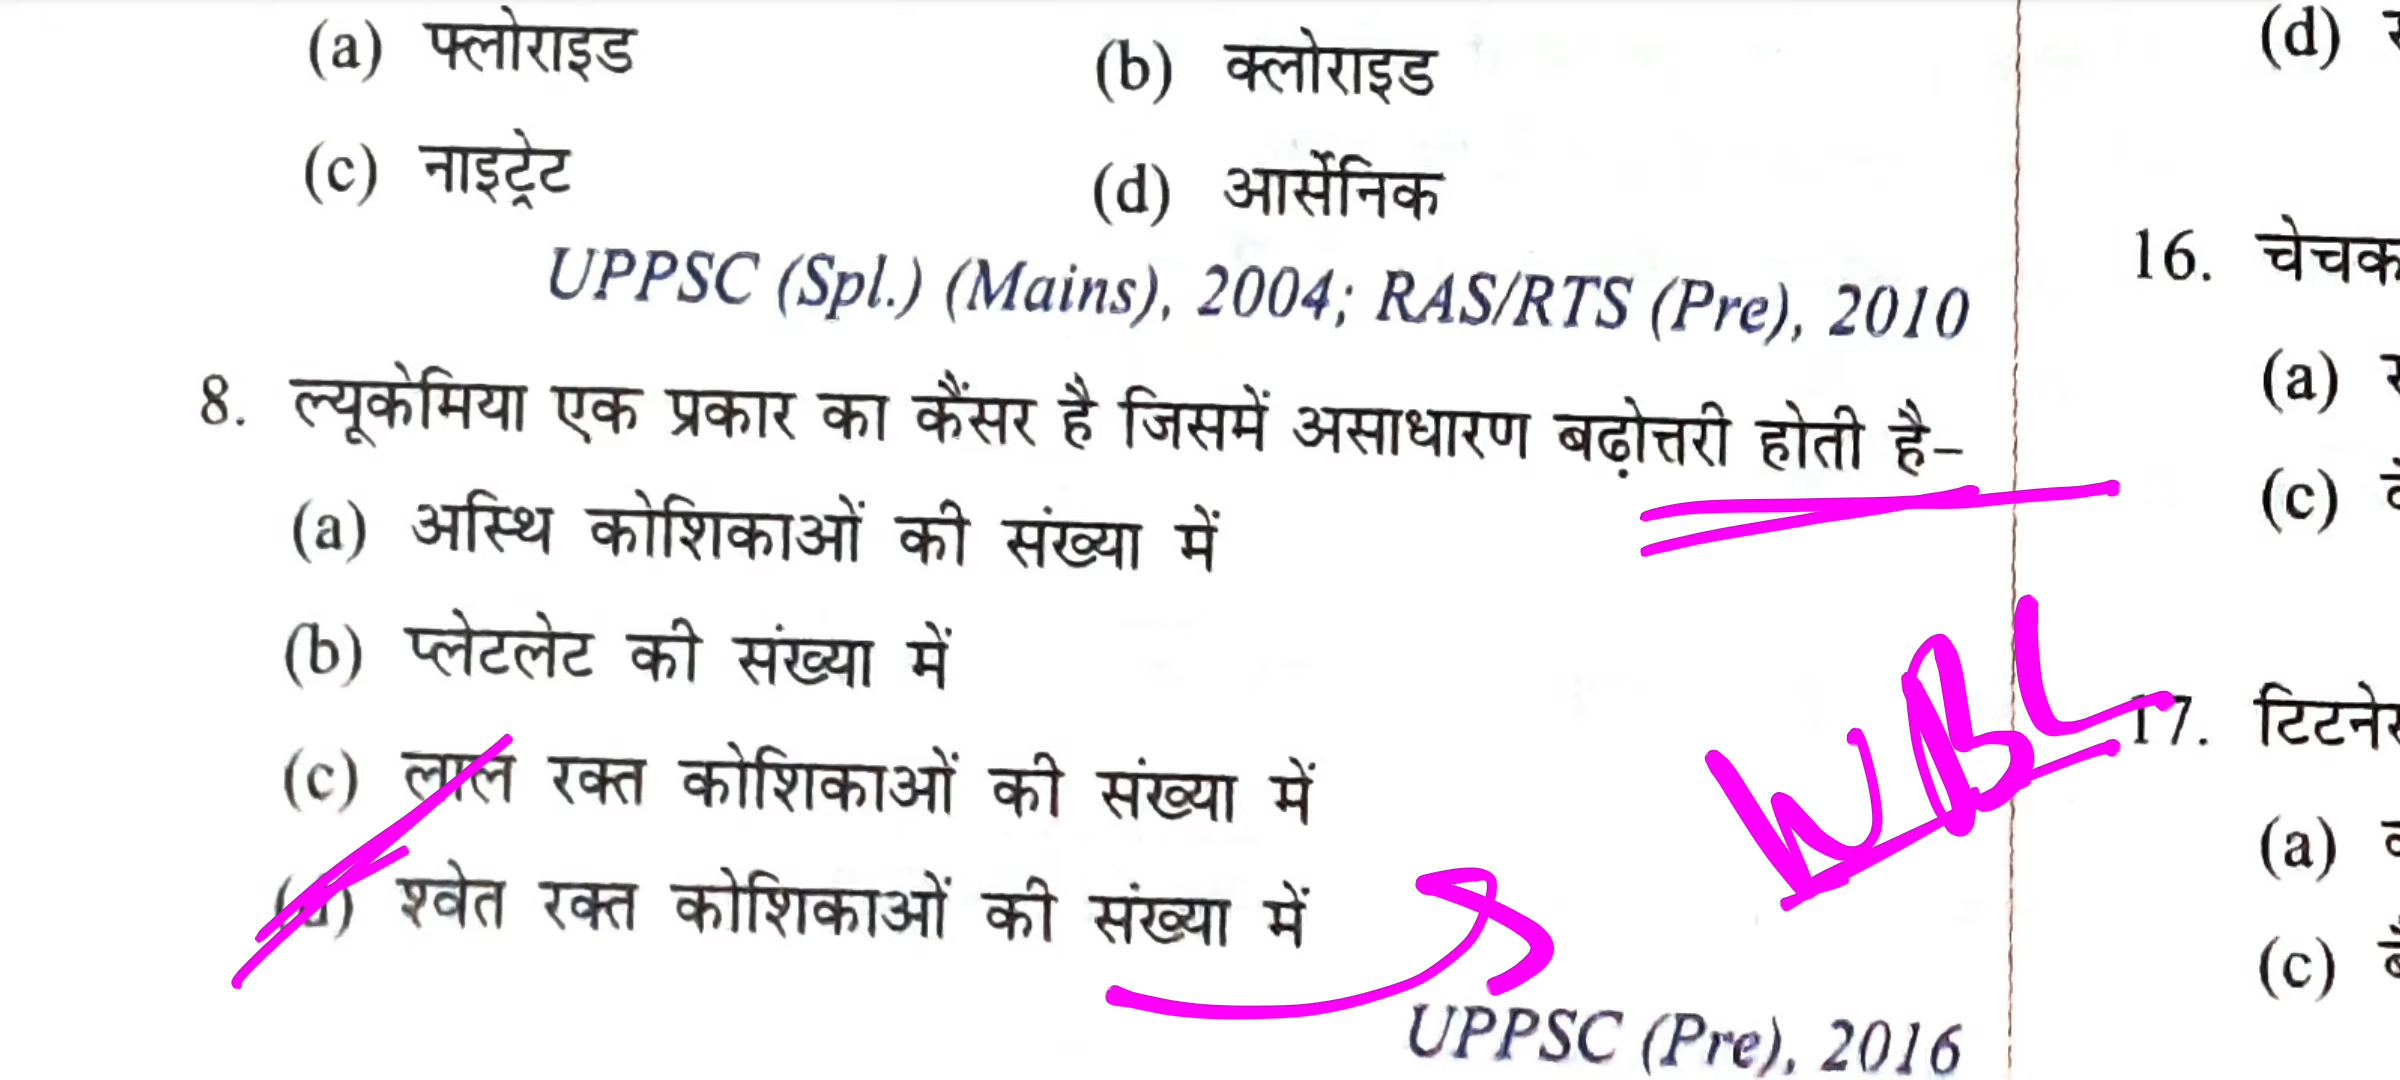 (a) फ्लोराइड (b) क्लोराइड
(c) नाइट्रेट (d) आर्सेनिक
UPPSC (Spl.) (Mains), 2004; RAS/RTS (Pre), 2010
8. ल्यूकेमिया एक प्रकार का कैंसर है जिसमें असाधारण बढ़ोत्तरी होती है–
(a) अस्थि कोशिकाओं की संख्या में
(b) प्लेटलेट की संख्या में
(c) लाल रक्त कोशिकाओं की संख्या में
(d) श्वेत रक्त कोशिकाओं की संख्या में
WBC
UPPSC (Pre), 2016
(d)
16. चेचक
(a)
(c)
17.
(a)
(c)